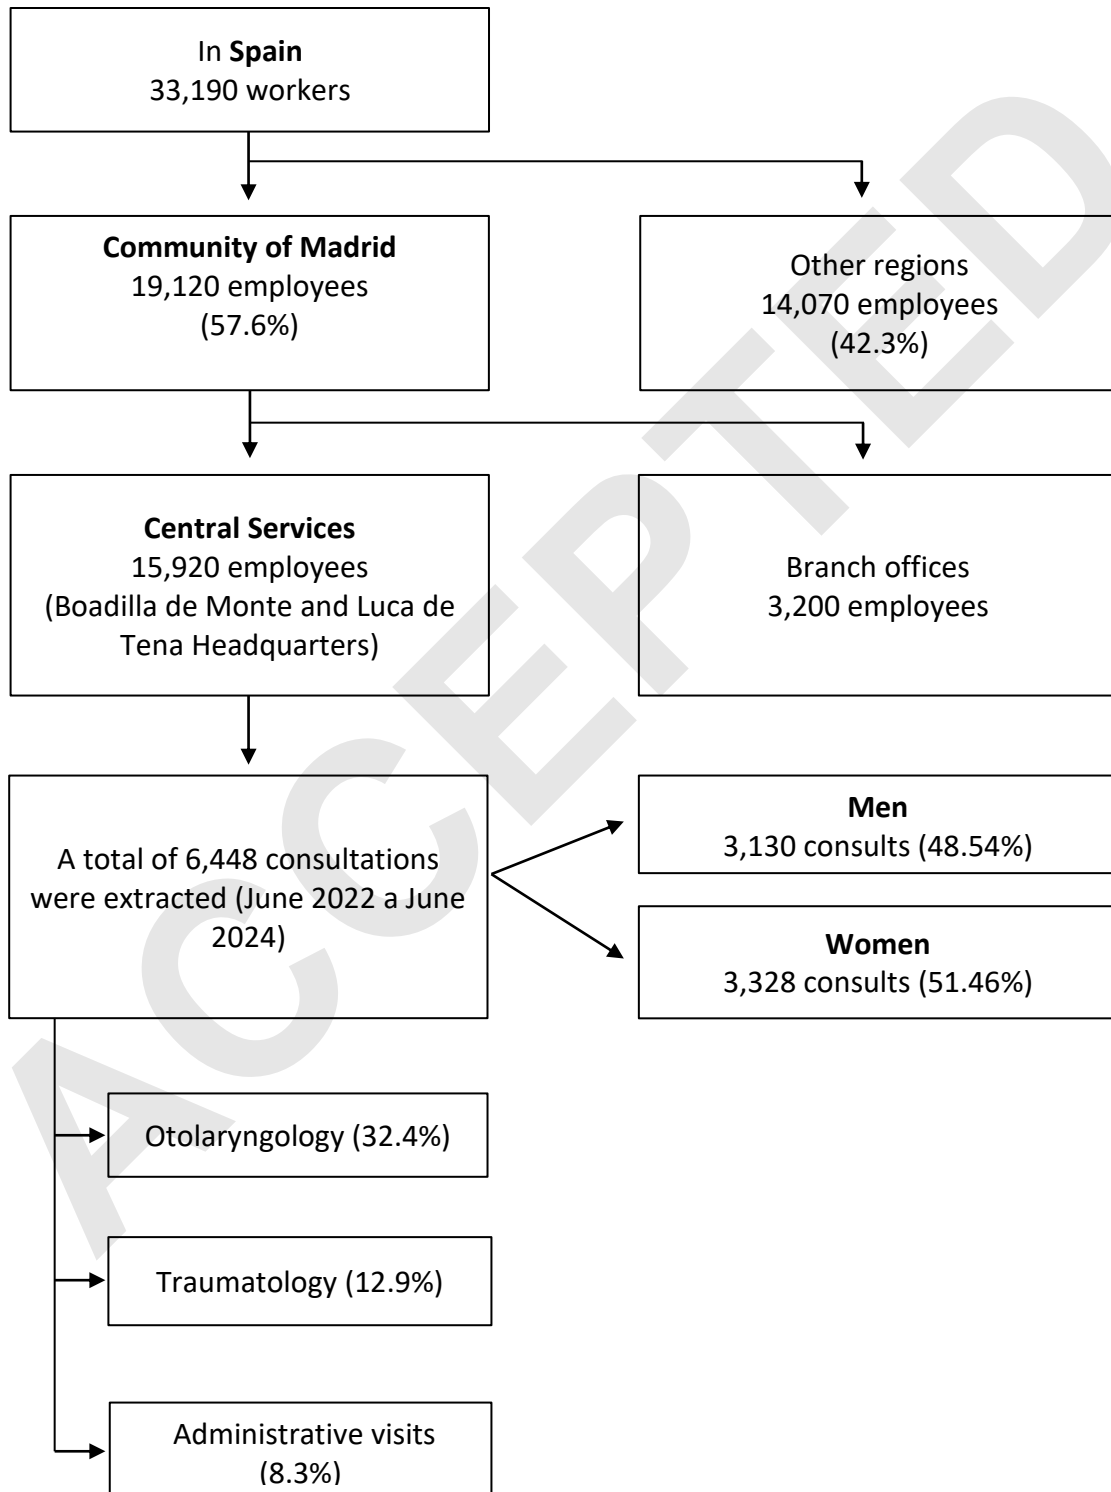 In Spain
33,190 workers
Community of Madrid
19,120 employees
(57.6%)
Other regions
14,070 employees
(42.3%)
Central Services
15,920 employees
(Boadilla de Monte and Luca de
Tena Headquarters)
Branch offices
3,200 employees
A total of 6,448 consultations
were extracted (June 2022 a June
2024)
Men
3,130 consults (48.54%)
Women
3,328 consults (51.46%)
Otolaryngology (32.4%)
Traumatology (12.9%)
Administrative visits
(8.3%)
ACCEPTED